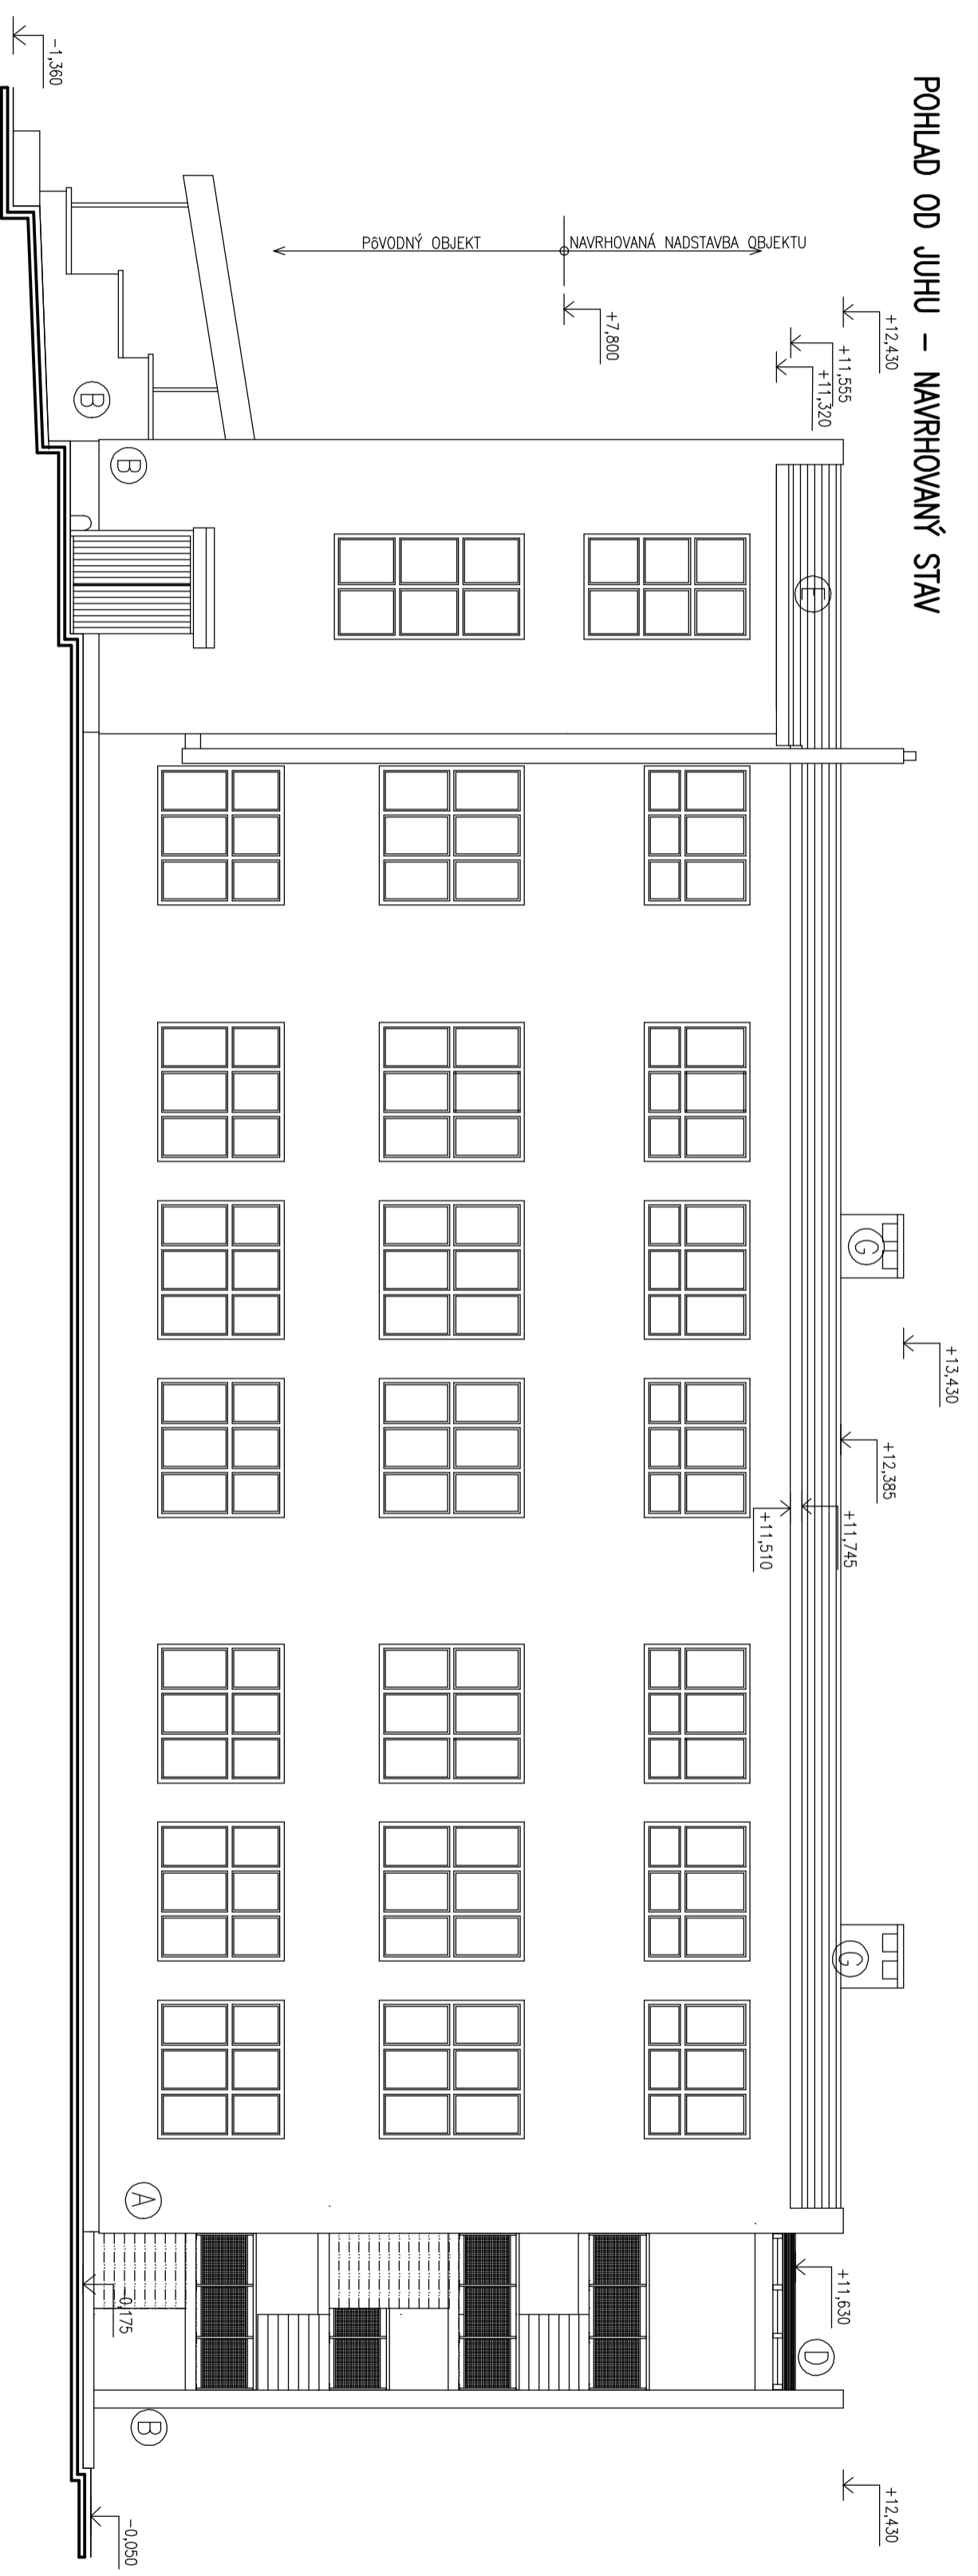 POHLAD OD JUHU – NAVRHOVANÝ STAV
+12,430
+11,555
+11,320
+13,430
+12,385
+11,745
+11,510
+11,630
+12,430
NAVRHOVANÁ NADSTAVBA OBJEKTU
+7,800
PôVODNÝ OBJEKT
E
G
G
D
B
B
A
B
-1,360
-0,175
-0,050